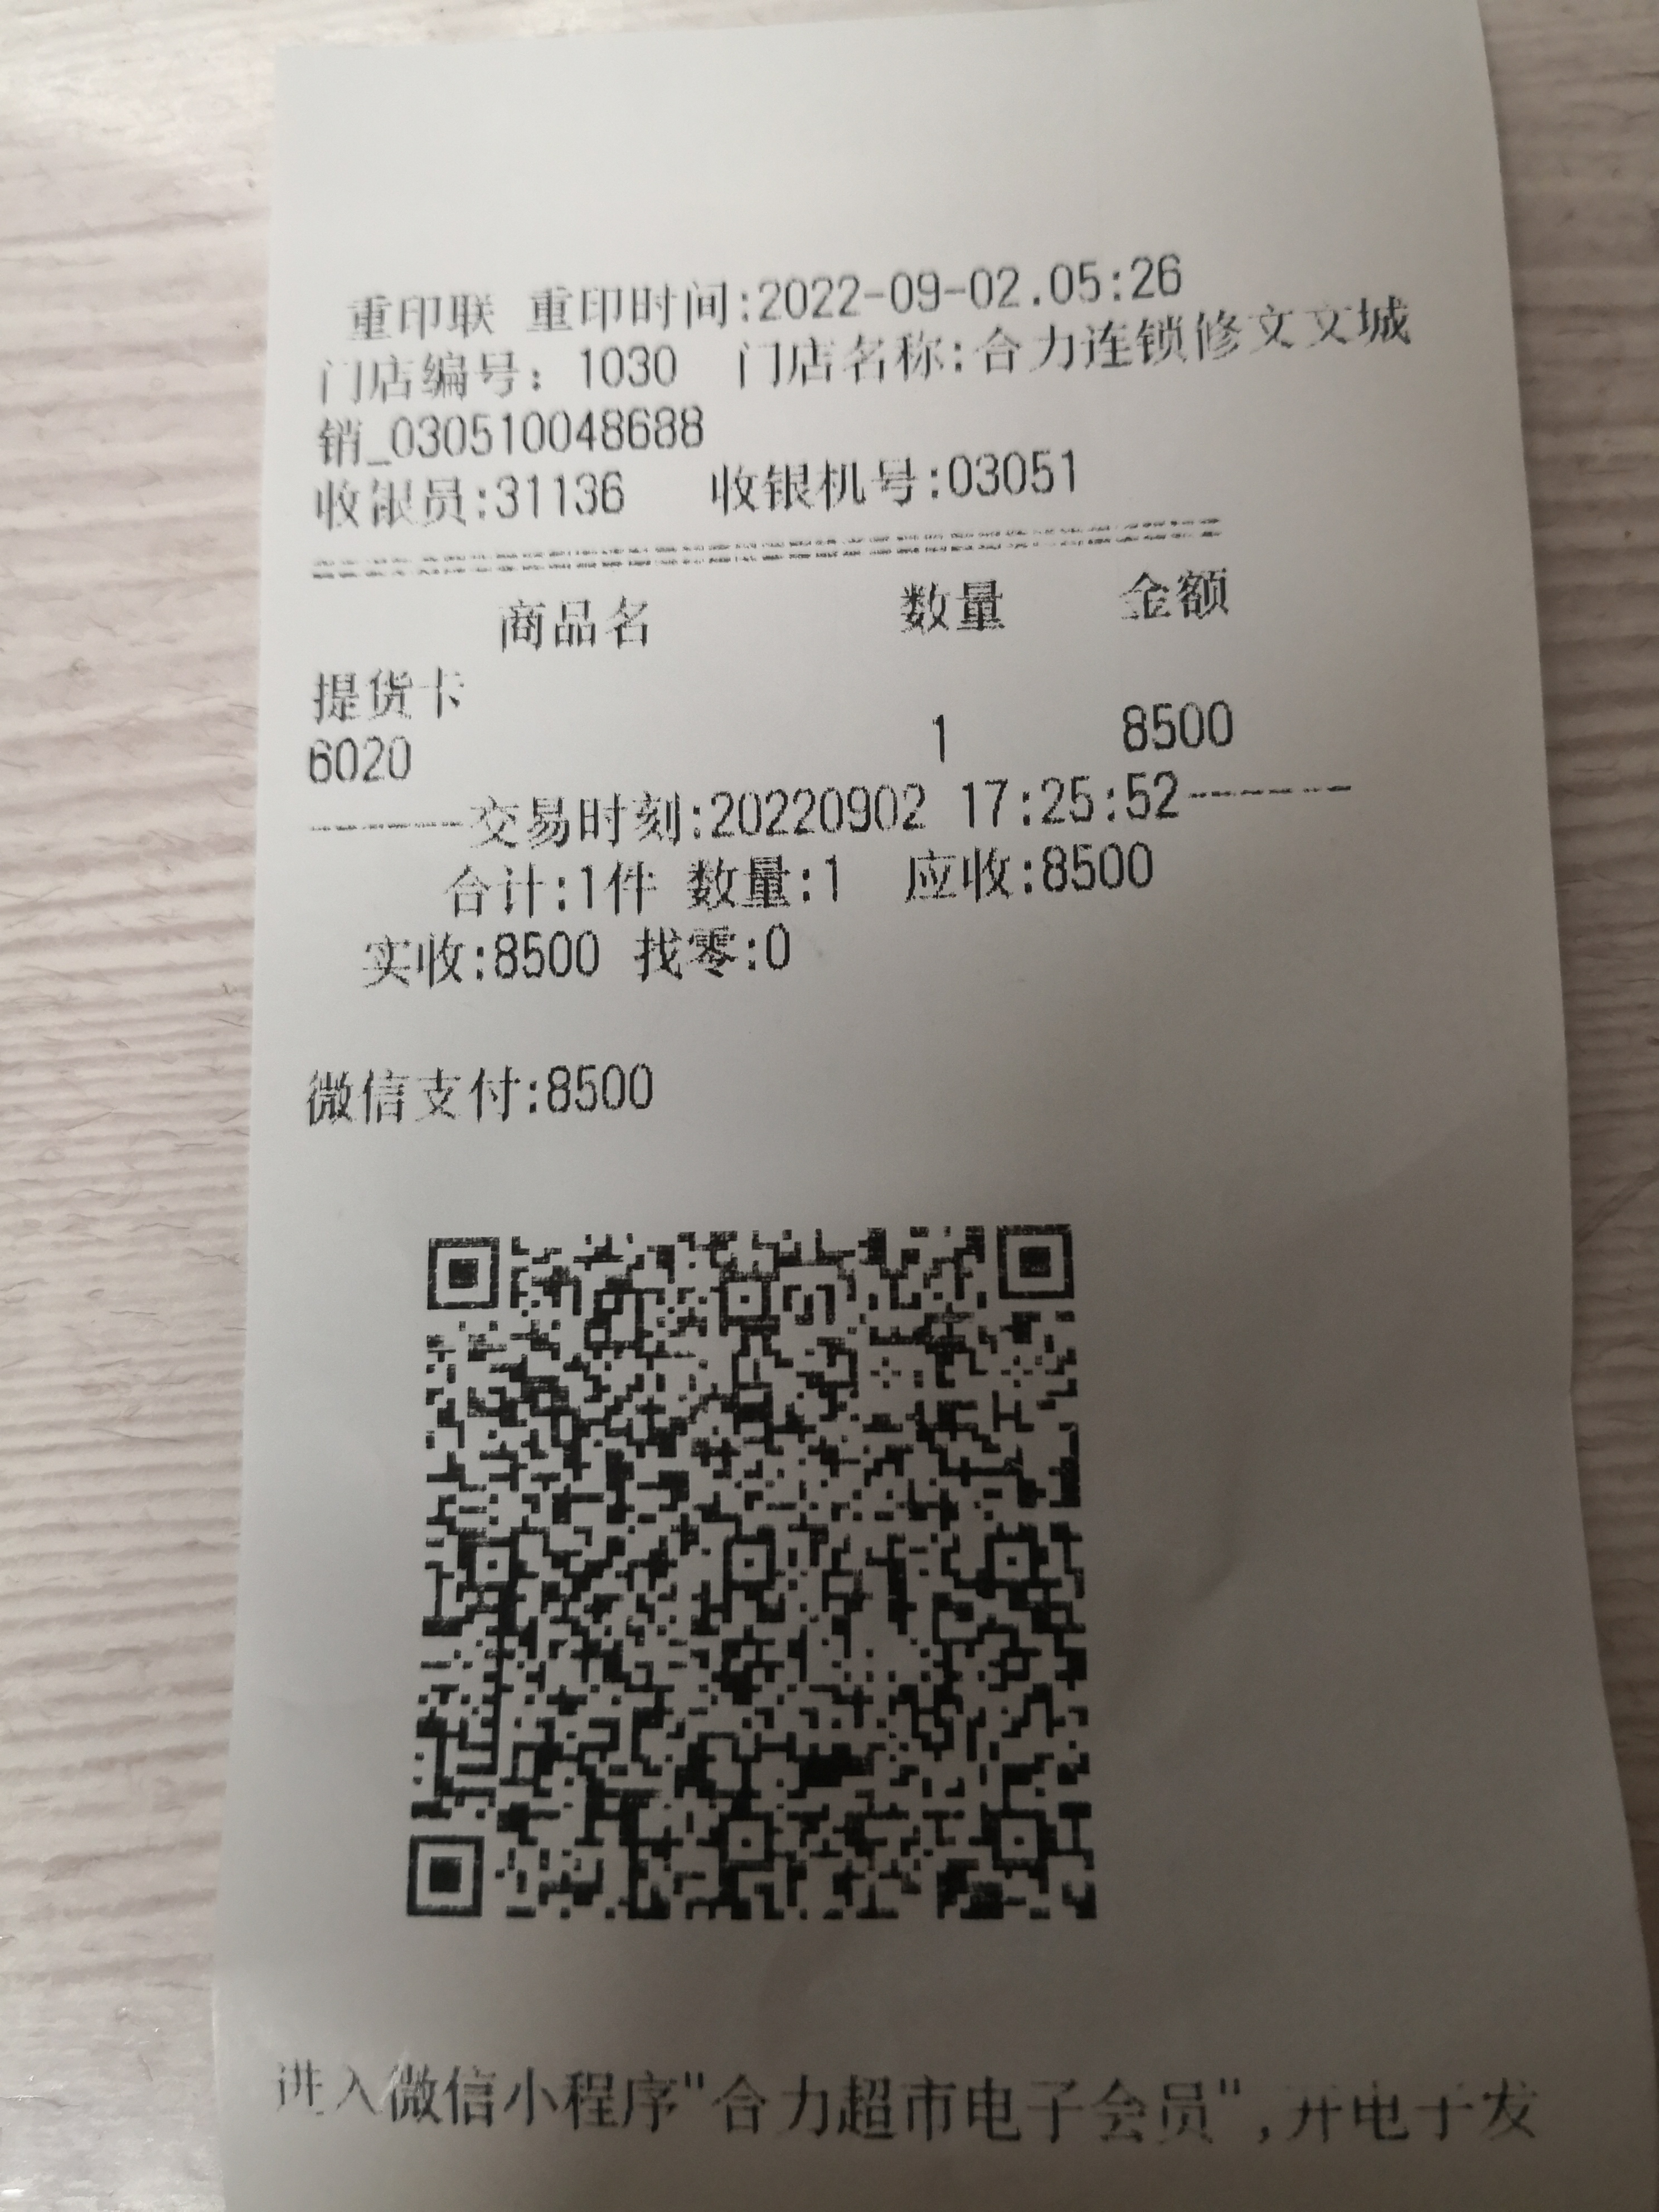 重印联 重印时间:2022-09-02.05:26
门店编号: 1030 门店名称:合力连锁修文文城
销_030510048688
收银员:31136 收银机号:03051
商品名 数量 金额
提货卡
6020 1 8500
-------交易时刻:20220902 17:25:52-------
合计:1件 数量:1 应收:8500
实收:8500 找零:0
微信支付:8500
进入微信小程序"合力超市电子会员",开电子发